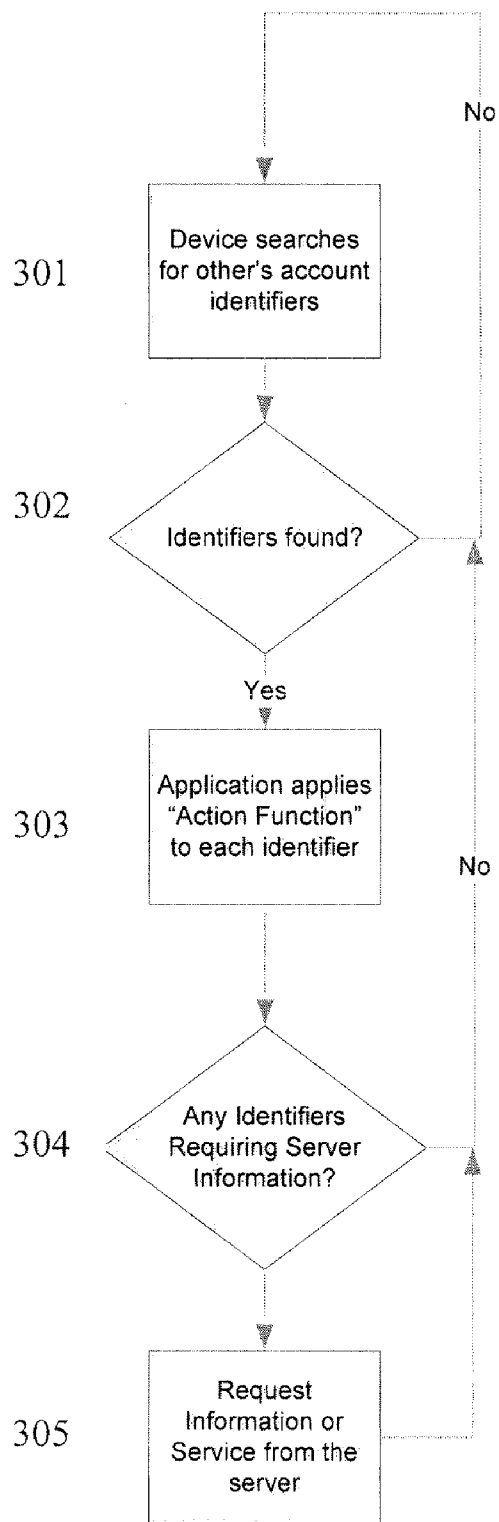 No
301
Device searches
for other's account
identifiers
302
Identifiers found?
Yes
303
Application applies
“Action Function”
to each identifier
No
304
Any Identifiers
Requiring Server
Information?
305
Request
Information or
Service from the
server